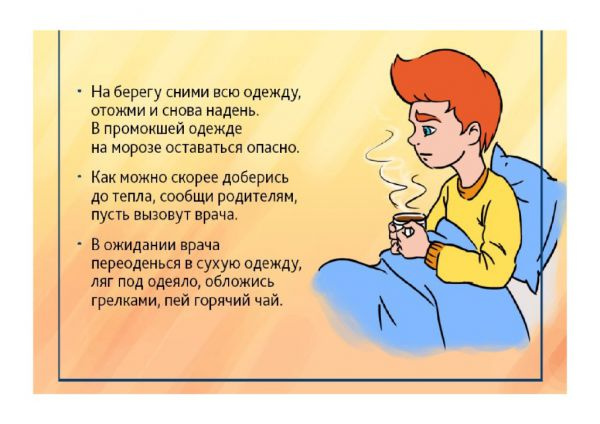 • На берегу сними всю одежду,
отожми и снова надень.
В промокшей одежде
на морозе оставаться опасно.
• Как можно скорее доберись
до тепла, сообщи родителям,
пусть вызовут врача.
• В ожидании врача
переоденься в сухую одежду,
ляг под одеяло, обложись
грелками, пей горячий чай.